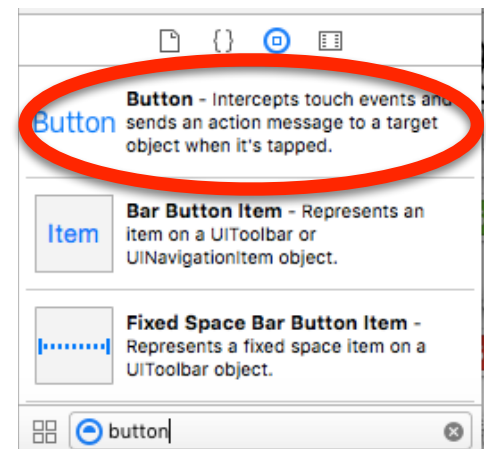 Button
Button - Intercepts touch events and
sends an action message to a target
object when it's tapped.
Item
Bar Button Item - Represents an
item on a UIToolbar or
UINavigationItem object.
Fixed Space Bar Button Item -
Represents a fixed space item on a
UIToolbar object.
button